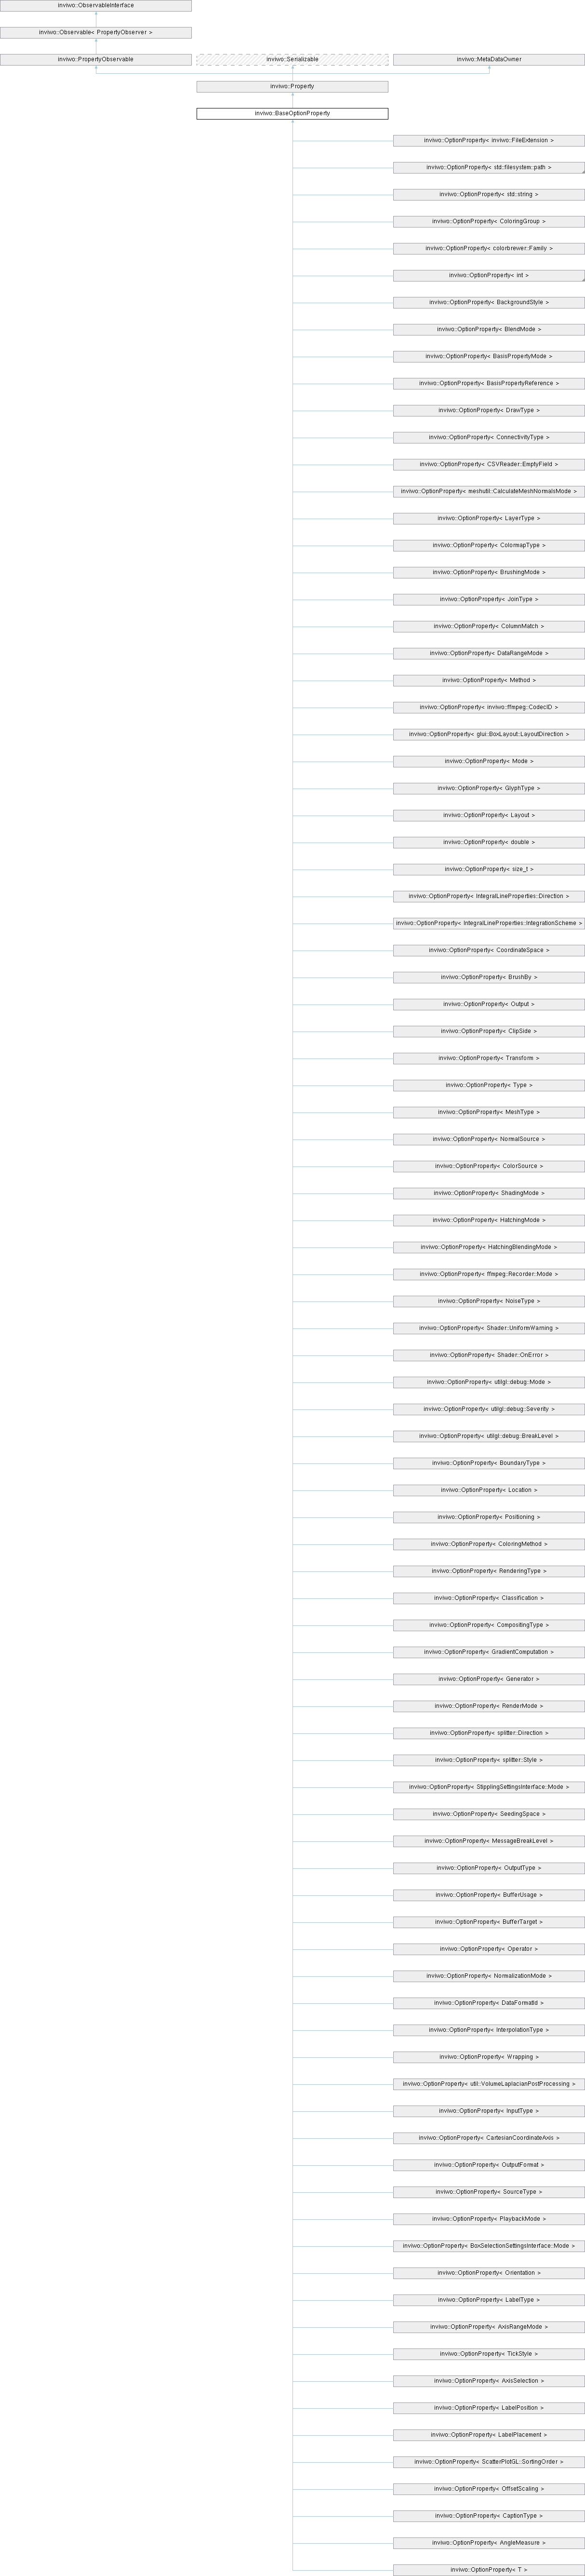 inviwo::ObservableInterface
inviwo::Observable< PropertyObserver >
inviwo::PropertyObservable
inviwo::Serializable
inviwo::MetaDataOwner
inviwo::Property
inviwo::BaseOptionProperty
inviwo::OptionProperty< inviwo::FileExtension >
inviwo::OptionProperty< std::filesystem::path >
inviwo::OptionProperty< std::string >
inviwo::OptionProperty< ColoringGroup >
inviwo::OptionProperty< colorbrewer::Family >
inviwo::OptionProperty< int >
inviwo::OptionProperty< BackgroundStyle >
inviwo::OptionProperty< BlendMode >
inviwo::OptionProperty< BasisPropertyMode >
inviwo::OptionProperty< BasisPropertyReference >
inviwo::OptionProperty< DrawType >
inviwo::OptionProperty< ConnectivityType >
inviwo::OptionProperty< CSVReader::EmptyField >
inviwo::OptionProperty< meshutil::CalculateMeshNormalsMode >
inviwo::OptionProperty< LayerType >
inviwo::OptionProperty< ColormapType >
inviwo::OptionProperty< BrushingMode >
inviwo::OptionProperty< JoinType >
inviwo::OptionProperty< ColumnMatch >
inviwo::OptionProperty< DataRangeMode >
inviwo::OptionProperty< Method >
inviwo::OptionProperty< inviwo::ffmpeg::CodecID >
inviwo::OptionProperty< glui::BoxLayout::LayoutDirection >
inviwo::OptionProperty< Mode >
inviwo::OptionProperty< GlyphType >
inviwo::OptionProperty< Layout >
inviwo::OptionProperty< double >
inviwo::OptionProperty< size_t >
inviwo::OptionProperty< IntegralLineProperties::Direction >
inviwo::OptionProperty< IntegralLineProperties::IntegrationScheme >
inviwo::OptionProperty< CoordinateSpace >
inviwo::OptionProperty< BrushBy >
inviwo::OptionProperty< Output >
inviwo::OptionProperty< ClipSide >
inviwo::OptionProperty< Transform >
inviwo::OptionProperty< Type >
inviwo::OptionProperty< MeshType >
inviwo::OptionProperty< NormalSource >
inviwo::OptionProperty< ColorSource >
inviwo::OptionProperty< ShadingMode >
inviwo::OptionProperty< HatchingMode >
inviwo::OptionProperty< HatchingBlendingMode >
inviwo::OptionProperty< ffmpeg::Recorder::Mode >
inviwo::OptionProperty< NoiseType >
inviwo::OptionProperty< Shader::UniformWarning >
inviwo::OptionProperty< Shader::OnError >
inviwo::OptionProperty< utilgl::debug::Mode >
inviwo::OptionProperty< utilgl::debug::Severity >
inviwo::OptionProperty< utilgl::debug::BreakLevel >
inviwo::OptionProperty< BoundaryType >
inviwo::OptionProperty< Location >
inviwo::OptionProperty< Positioning >
inviwo::OptionProperty< ColoringMethod >
inviwo::OptionProperty< RenderingType >
inviwo::OptionProperty< Classification >
inviwo::OptionProperty< CompositingType >
inviwo::OptionProperty< GradientComputation >
inviwo::OptionProperty< Generator >
inviwo::OptionProperty< RenderMode >
inviwo::OptionProperty< splitter::Direction >
inviwo::OptionProperty< splitter::Style >
inviwo::OptionProperty< StipplingSettingsInterface::Mode >
inviwo::OptionProperty< SeedingSpace >
inviwo::OptionProperty< MessageBreakLevel >
inviwo::OptionProperty< OutputType >
inviwo::OptionProperty< BufferUsage >
inviwo::OptionProperty< BufferTarget >
inviwo::OptionProperty< Operator >
inviwo::OptionProperty< NormalizationMode >
inviwo::OptionProperty< DataFormatId >
inviwo::OptionProperty< InterpolationType >
inviwo::OptionProperty< Wrapping >
inviwo::OptionProperty< util::VolumeLaplacianPostProcessing >
inviwo::OptionProperty< InputType >
inviwo::OptionProperty< CartesianCoordinateAxis >
inviwo::OptionProperty< OutputFormat >
inviwo::OptionProperty< SourceType >
inviwo::OptionProperty< PlaybackMode >
inviwo::OptionProperty< BoxSelectionSettingsInterface::Mode >
inviwo::OptionProperty< Orientation >
inviwo::OptionProperty< LabelType >
inviwo::OptionProperty< AxisRangeMode >
inviwo::OptionProperty< TickStyle >
inviwo::OptionProperty< AxisSelection >
inviwo::OptionProperty< LabelPosition >
inviwo::OptionProperty< LabelPlacement >
inviwo::OptionProperty< ScatterPlotGL::SortingOrder >
inviwo::OptionProperty< OffsetScaling >
inviwo::OptionProperty< CaptionType >
inviwo::OptionProperty< AngleMeasure >
inviwo::OptionProperty< T >